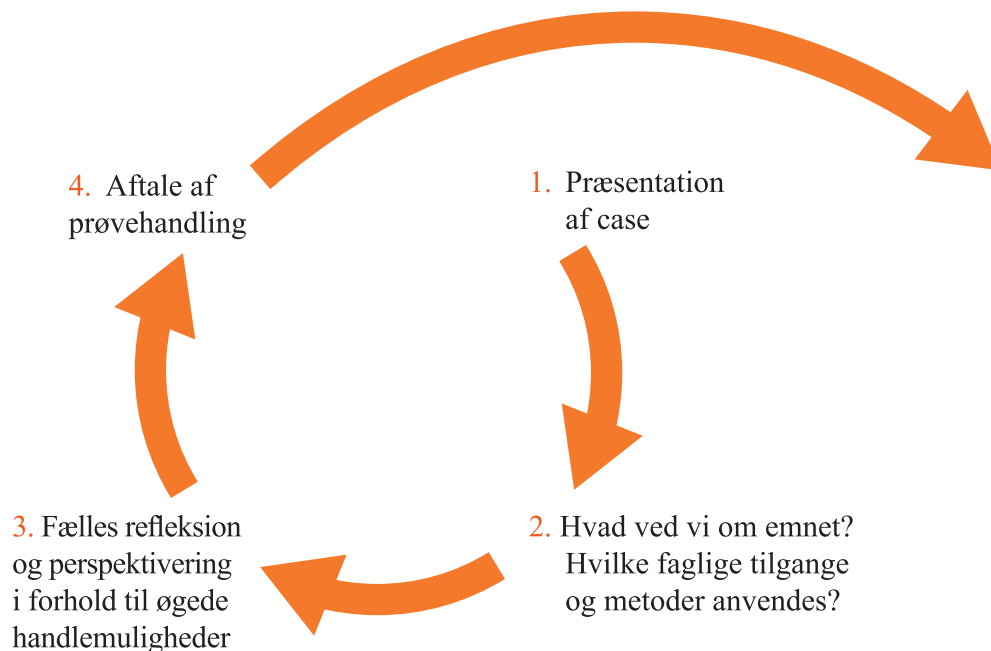 1. Præsentation
af case
2. Hvad ved vi om emnet?
Hvilke faglige tilgange
og metoder anvendes?
3. Fælles refleksion
og perspektivering
i forhold til øgede
handlemuligheder
4. Aftale af
prøvehandling